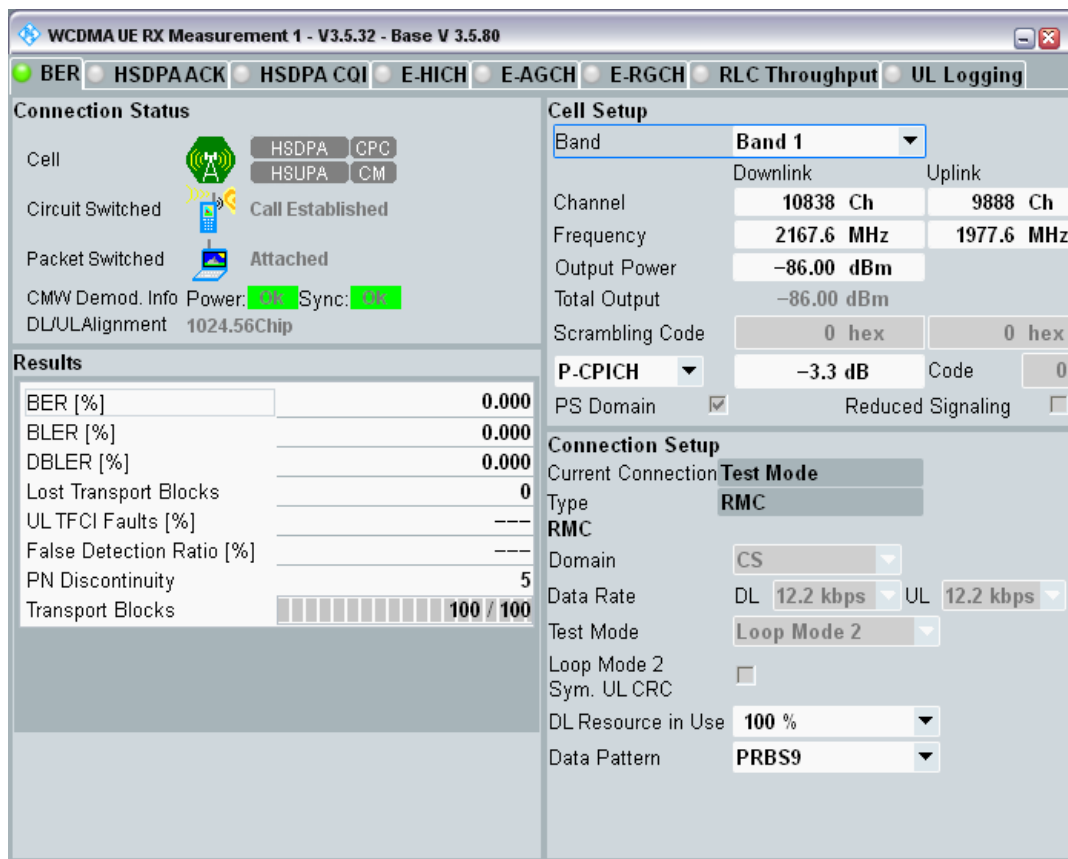 WCDMA UE RX Measurement 1 - V3.5.32 - Base V 3.5.80
BER HSDPA ACK HSDPA CQI E-HICH E-AGCH E-RGCH RLC Throughput UL Logging
Connection Status
Cell HSDPA CPC
HSUPA CM
Circuit Switched Call Established
Packet Switched Attached
CMW Demod. Info Power: Ok Sync: Ok
DL/UL Alignment 1024.56Chip
Results
BER [%] 0.000
BLER [%] 0.000
DBLER [%] 0.000
Lost Transport Blocks 0
UL TFCI Faults [%] ---
False Detection Ratio [%] ---
PN Discontinuity 5
Transport Blocks 100 / 100
Cell Setup
Band Band 1
Downlink Uplink
Channel 10838 Ch 9888 Ch
Frequency 2167.6 MHz 1977.6 MHz
Output Power -86.00 dBm
Total Output -86.00 dBm
Scrambling Code 0 hex 0 hex
P-CPICH -3.3 dB Code 0
PS Domain Reduced Signaling
Connection Setup
Current Connection Test Mode
Type RMC
RMC
Domain CS
Data Rate DL 12.2 kbps UL 12.2 kbps
Test Mode Loop Mode 2
Loop Mode 2
Sym. UL CRC
DL Resource in Use 100 %
Data Pattern PRBS9